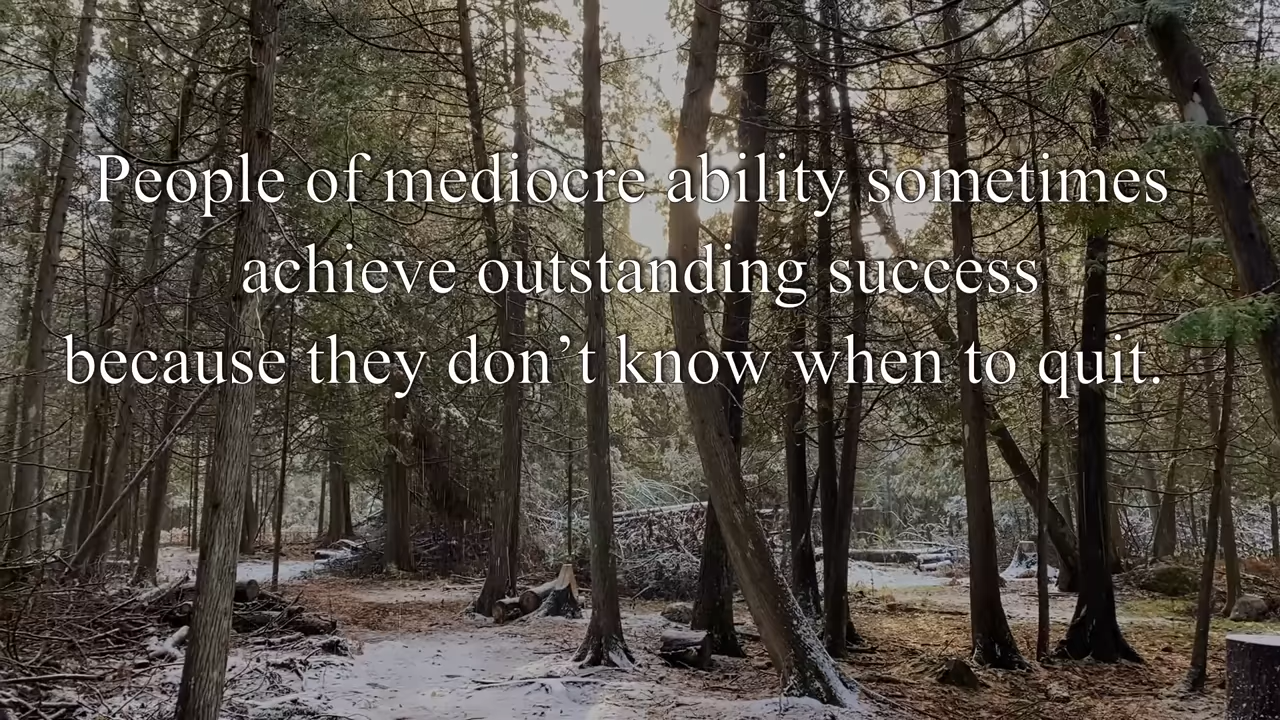 People of mediocre ability sometimes
achieve outstanding success
because they don’t know when to quit.